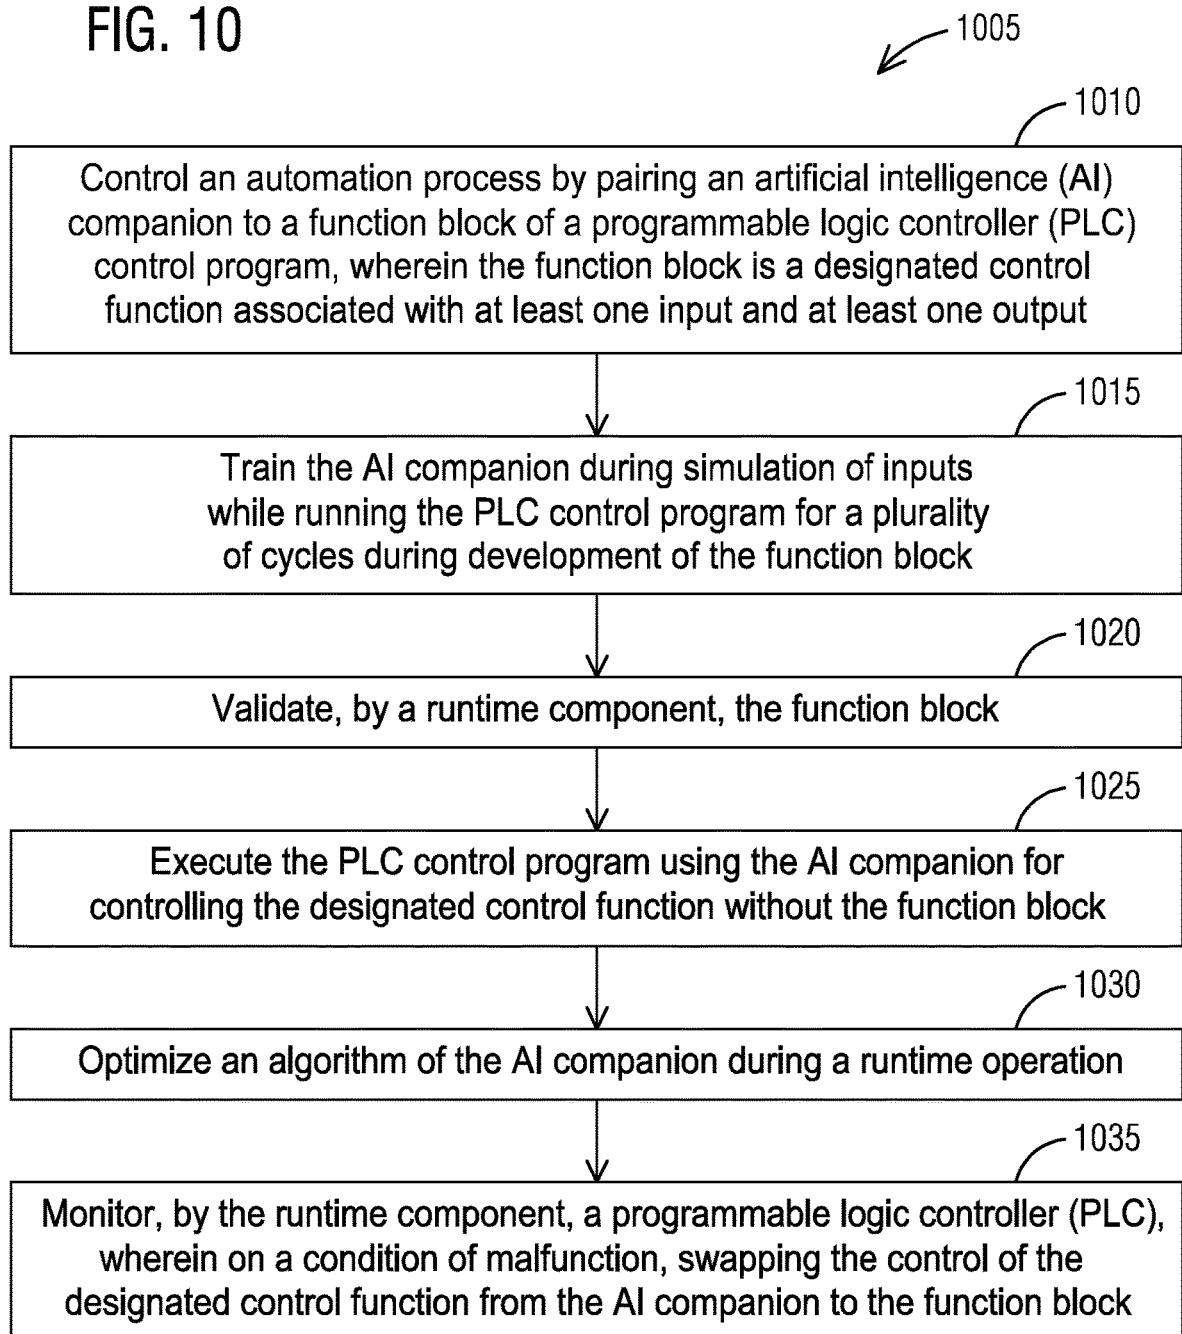 FIG. 10
1005
1010
Control an automation process by pairing an artificial intelligence (AI)
companion to a function block of a programmable logic controller (PLC)
control program, wherein the function block is a designated control
function associated with at least one input and at least one output
1015
Train the AI companion during simulation of inputs
while running the PLC control program for a plurality
of cycles during development of the function block
1020
Validate, by a runtime component, the function block
1025
Execute the PLC control program using the AI companion for
controlling the designated control function without the function block
1030
Optimize an algorithm of the AI companion during a runtime operation
1035
Monitor, by the runtime component, a programmable logic controller (PLC),
wherein on a condition of malfunction, swapping the control of the
designated control function from the AI companion to the function block